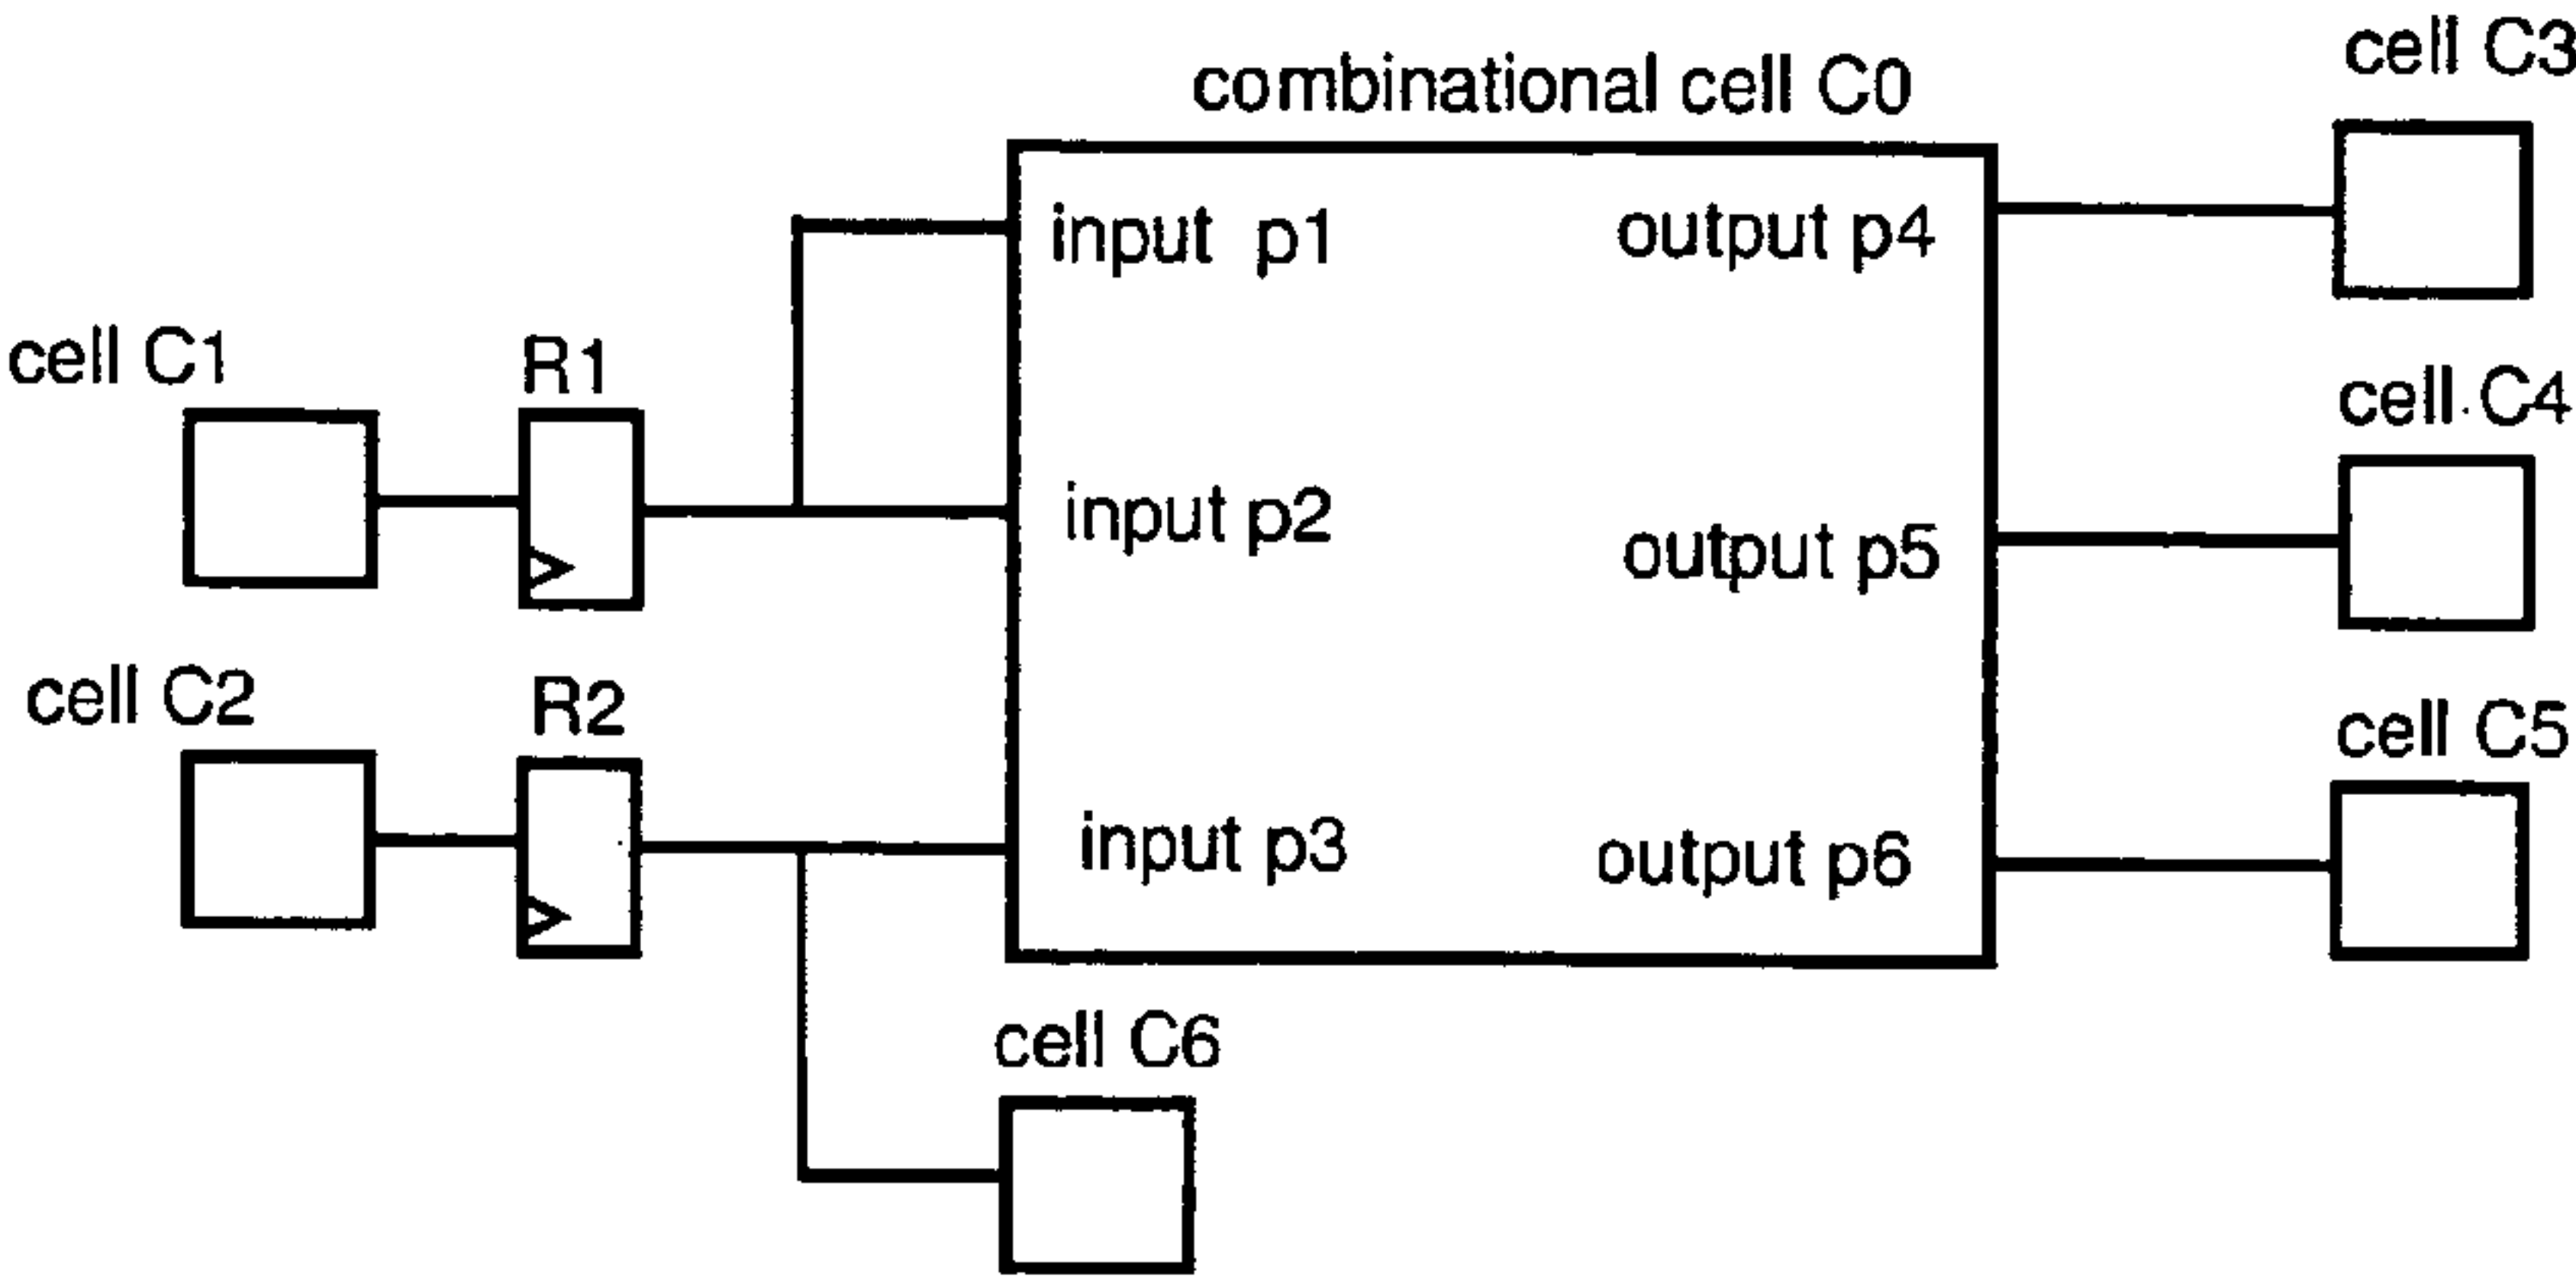 cell C3
combinational cell C0
input p1
output p4
cell C1
R1
cell C4
input p2
output p5
cell C2
R2
cell C5
input p3
output p6
cell C6